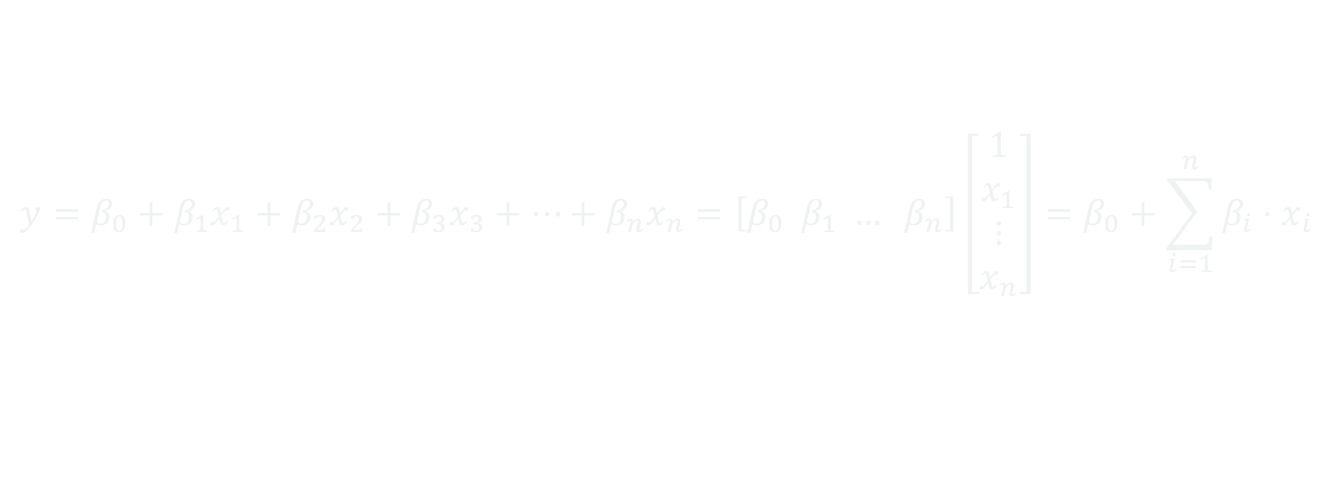 y = β₀ + β₁x₁ + β₂x₂ + β₃x₃ + ⋯ + βₙxₙ = [β₀ β₁ … βₙ] [1 x₁ ⋮ xₙ] = β₀ + ∑ᵢ₌₁ⁿ βᵢ · xᵢ